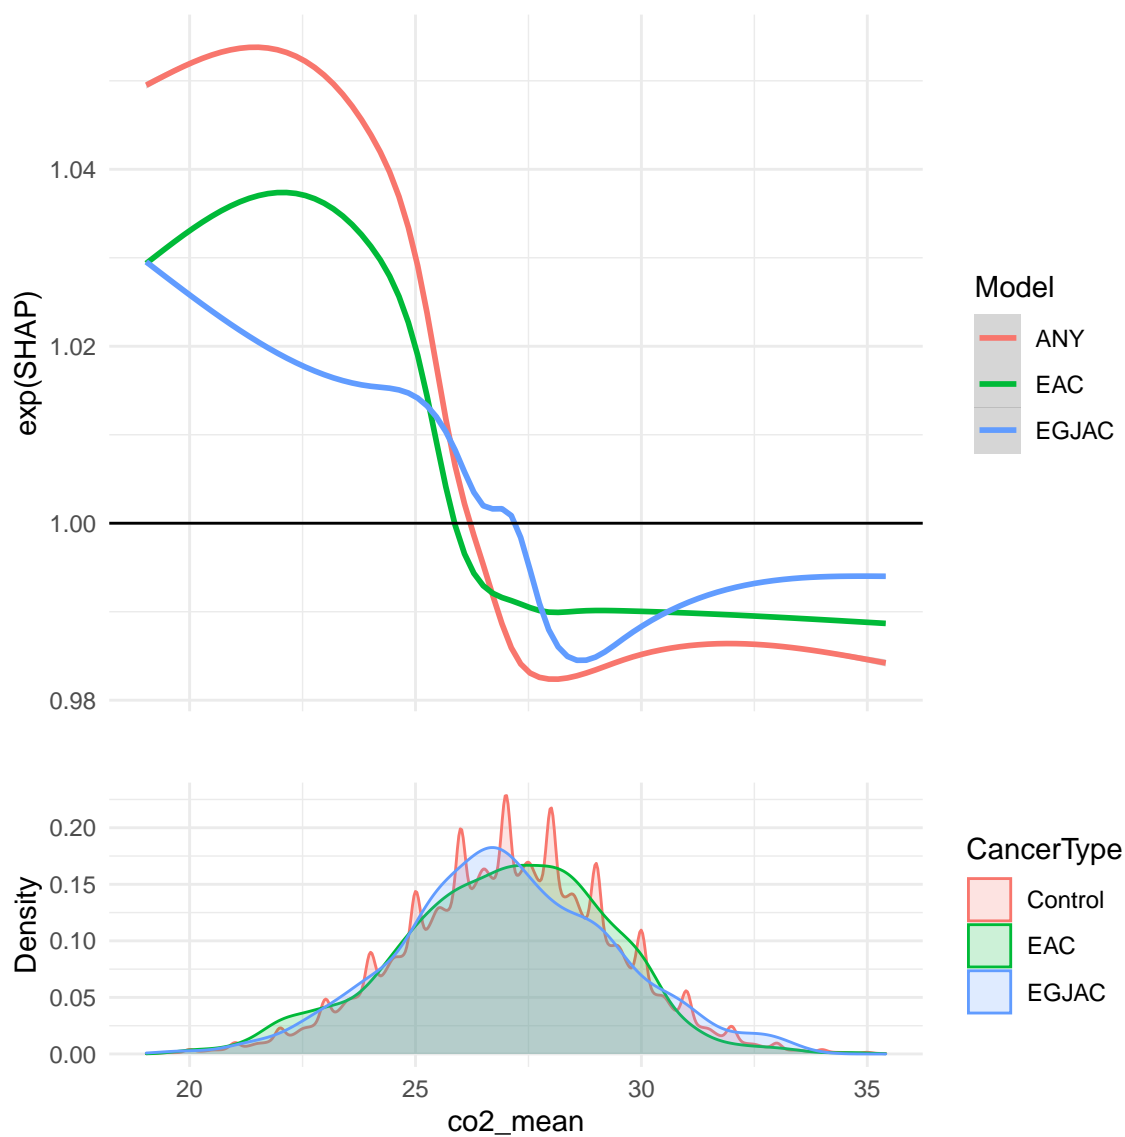 exp(SHAP)
1.04
1.02
1.00
0.98
Model
ANY
EAC
EGJAC
Density
0.20
0.15
0.10
0.05
0.00
20
25
30
35
co2_mean
CancerType
Control
EAC
EGJAC